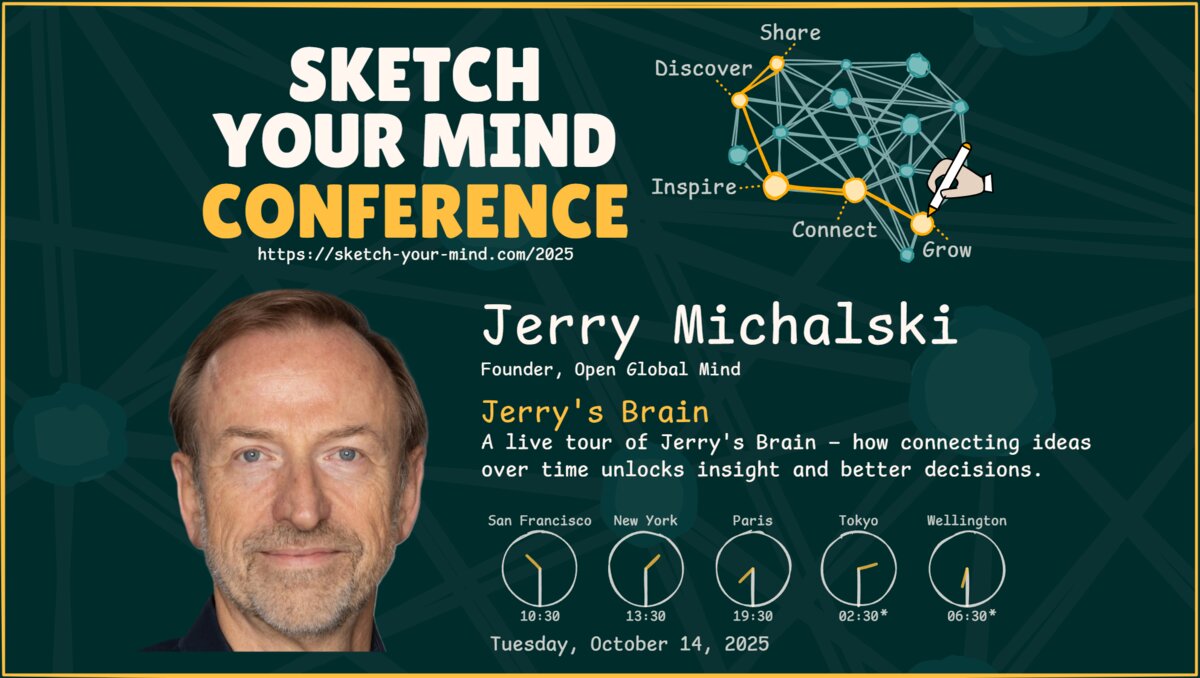 SKETCH
YOUR MIND
CONFERENCE
https://sketch-your-mind.com/2025
Share
Discover
Inspire
Connect
Grow
Jerry Michalski
Founder, Open Global Mind
Jerry's Brain
A live tour of Jerry's Brain – how connecting ideas
over time unlocks insight and better decisions.
San Francisco New York Paris Tokyo Wellington
10:30 13:30 19:30 02:30* 06:30*
Tuesday, October 14, 2025